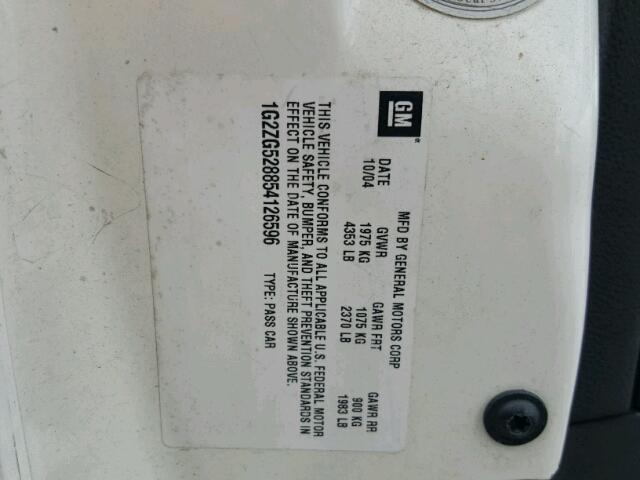 GM
MFD BY GENERAL MOTORS CORP
DATE GVWR GAWR FRT GAWR RR
10/04 1975 KG 1075 KG 900 KG
4353 LB 2370 LB 1983 LB
THIS VEHICLE CONFORMS TO ALL APPLICABLE U.S. FEDERAL MOTOR
VEHICLE SAFETY, BUMPER, AND THEFT PREVENTION STANDARDS IN
EFFECT ON THE DATE OF MANUFACTURE SHOWN ABOVE.
1G2ZG528854126596 TYPE: PASS CAR